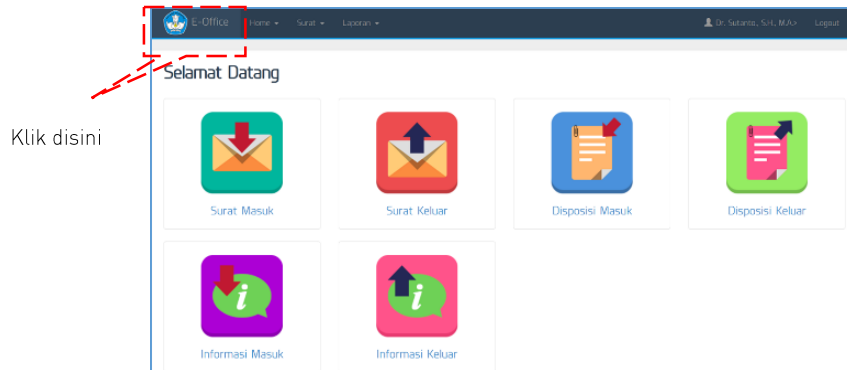 E-Office Home Surat Laporan Dr. Sutanto, S.H., M.A. Logout
Selamat Datang
Klik disini
Surat Masuk Surat Keluar Disposisi Masuk Disposisi Keluar
Informasi Masuk Informasi Keluar